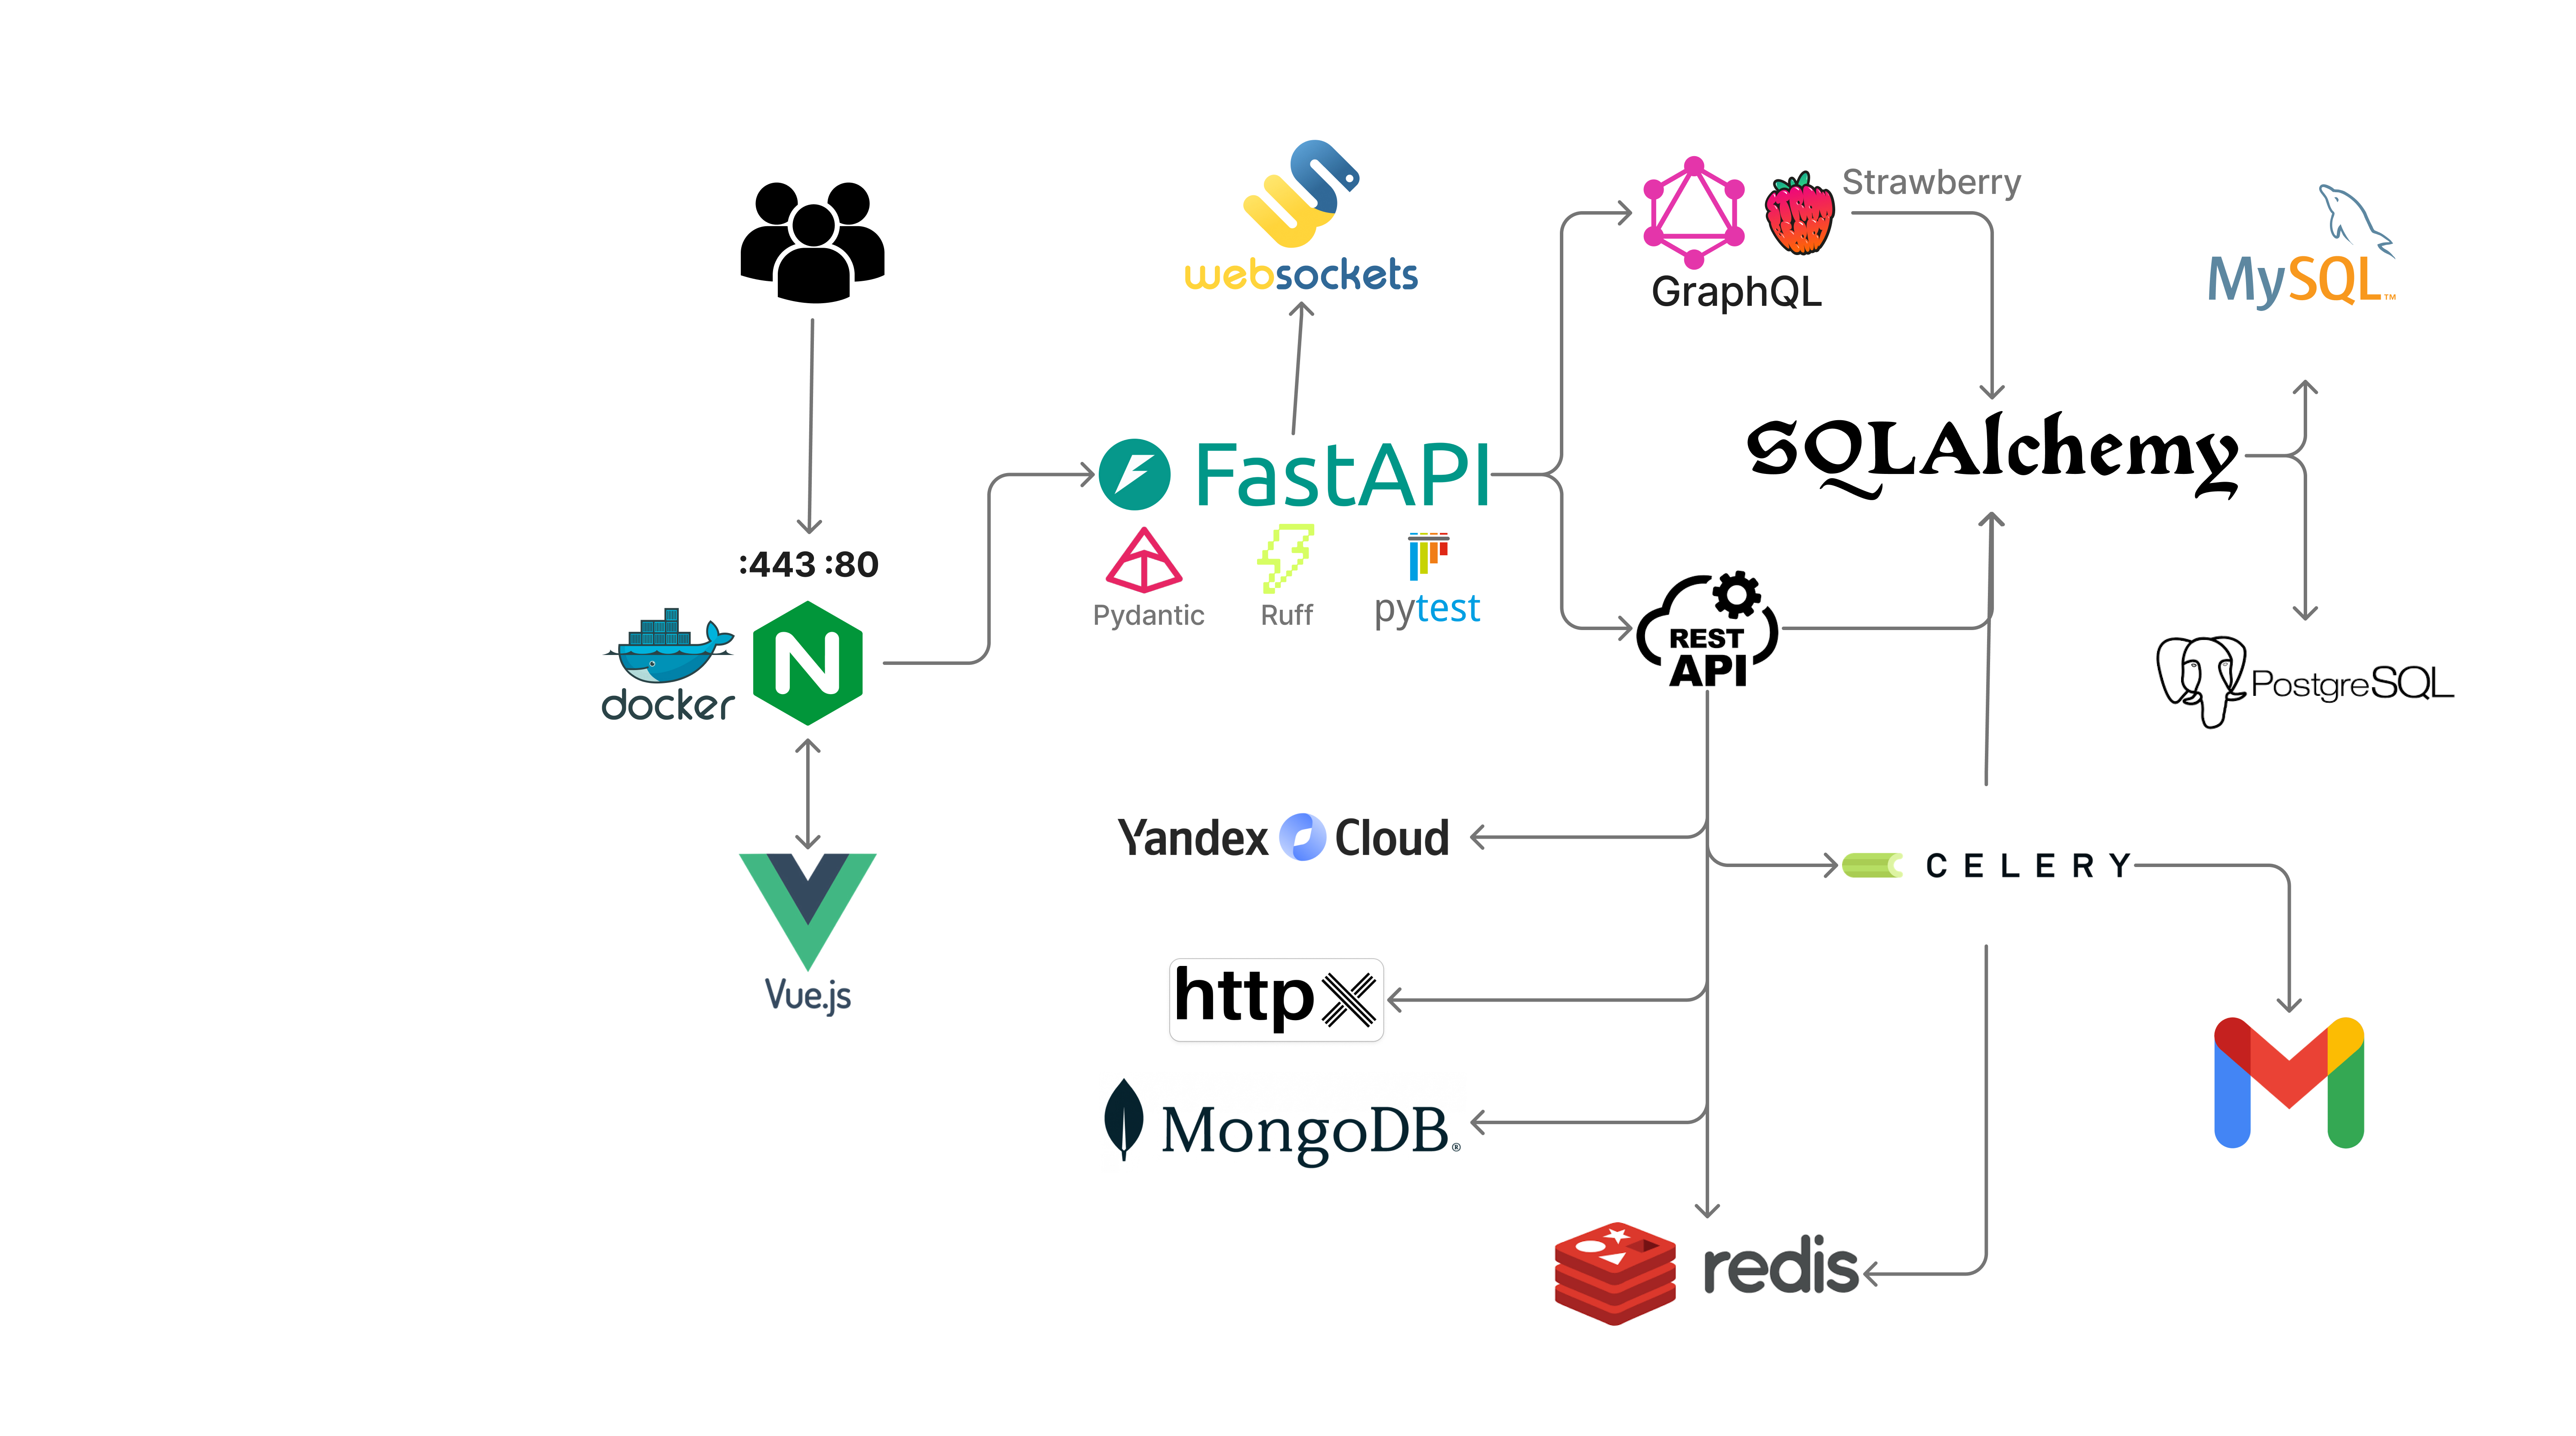 websockets
Strawberry
GraphQL
MySQL™
FastAPI
SQLAlchemy
:443 :80
Pydantic
Ruff
pytest
REST
API
docker
N
PostgreSQL
Yandex Cloud
CELERY
Vue.js
httpx
MongoDB®
redis